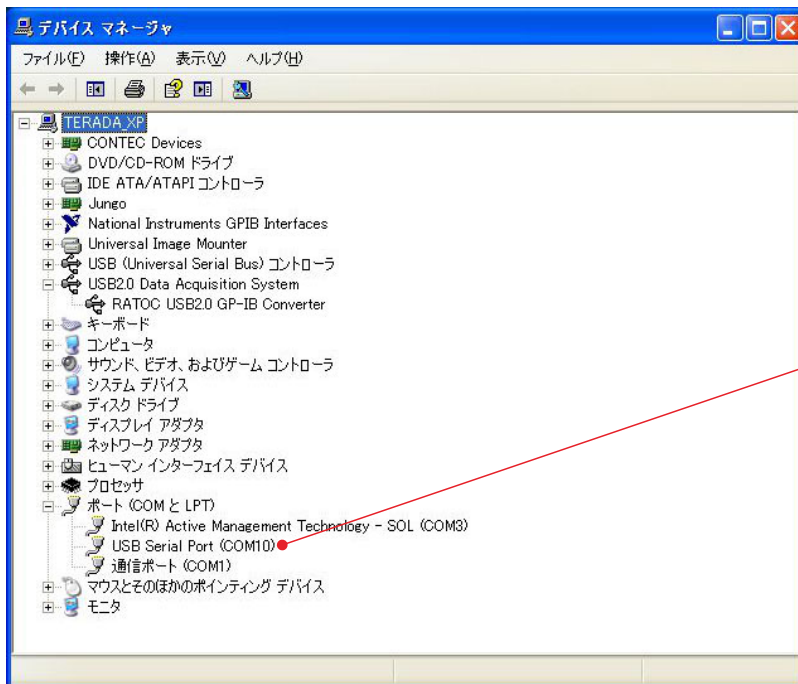 デバイス マネージャ
ファイル(F) 操作(A) 表示(V) ヘルプ(H)
TERADA_XP
CONTEC Devices
DVD/CD-ROM ドライブ
IDE ATA/ATAPI コントローラ
Jungo
National Instruments GPIB Interfaces
Universal Image Mounter
USB (Universal Serial Bus) コントローラ
USB2.0 Data Acquisition System
RATOC USB2.0 GP-IB Converter
キーボード
コンピュータ
サウンド、ビデオ、およびゲーム コントローラ
システム デバイス
ディスク ドライブ
ディスプレイ アダプタ
ネットワーク アダプタ
ヒューマン インターフェイス デバイス
プロセッサ
ポート (COM と LPT)
Intel(R) Active Management Technology - SOL (COM3)
USB Serial Port (COM10)
通信ポート (COM1)
マウスとそのほかのポインティング デバイス
モニタ